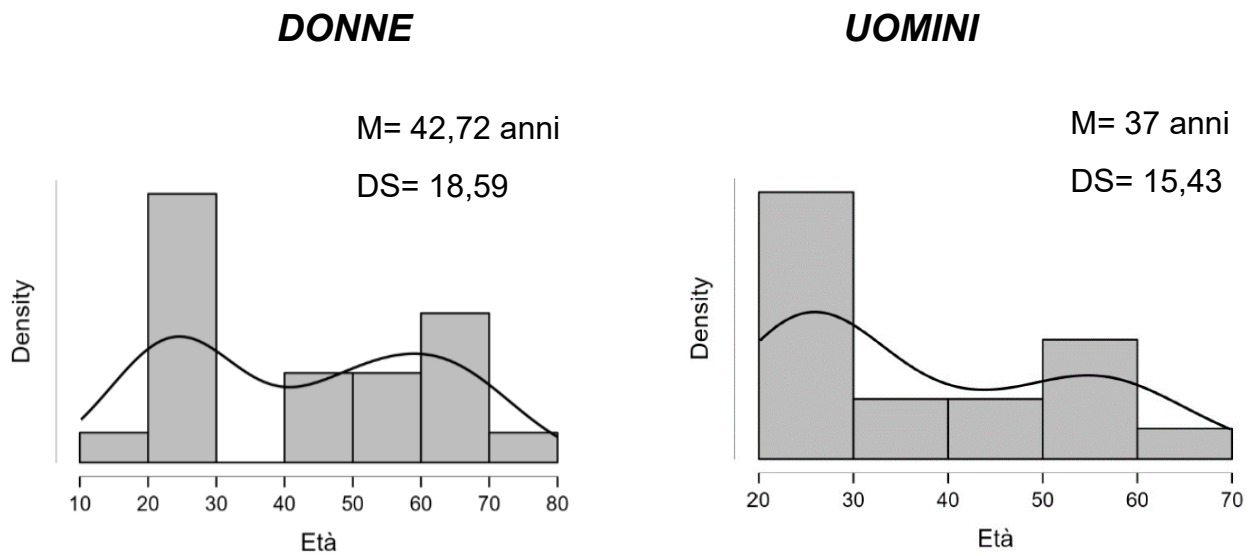 DONNE
M= 42,72 anni
DS= 18,59
Density
10 20 30 40 50 60 70 80
Età
UOMINI
M= 37 anni
DS= 15,43
Density
20 30 40 50 60 70
Età